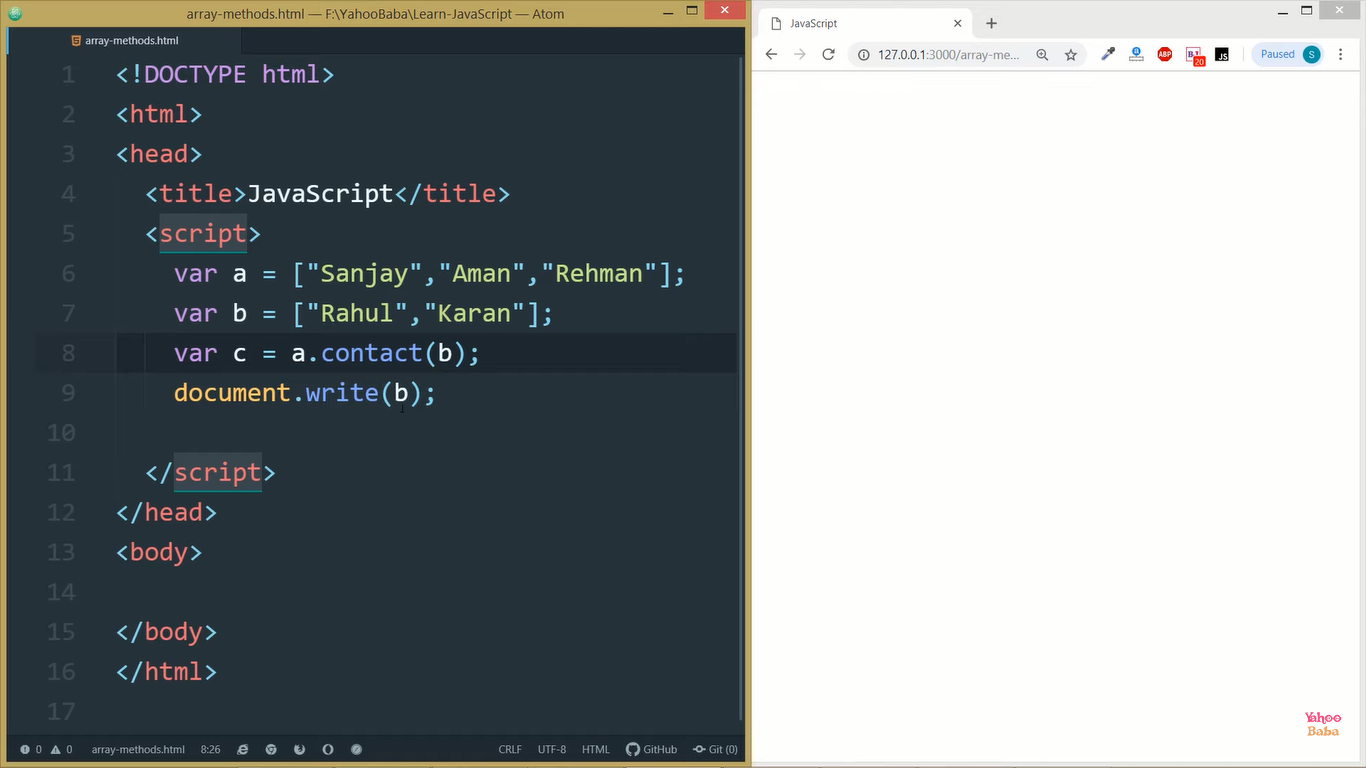 array-methods.html — F:\YahooBaba\Learn-JavaScript — Atom
array-methods.html
1 <!DOCTYPE html>
2 <html>
3 <head>
4 <title>JavaScript</title>
5 <script>
6 var a = ["Sanjay","Aman","Rehman"];
7 var b = ["Rahul","Karan"];
8 var c = a.contact(b);
9 document.write(b);
10
11 </script>
12 </head>
13 <body>
14
15 </body>
16 </html>
17
0 0 array-methods.html 8:26 CRLF UTF-8 HTML GitHub Git (0)
JavaScript
127.0.0.1:3000/array-me... ABP 20 JS Paused S
Yahoo
Baba